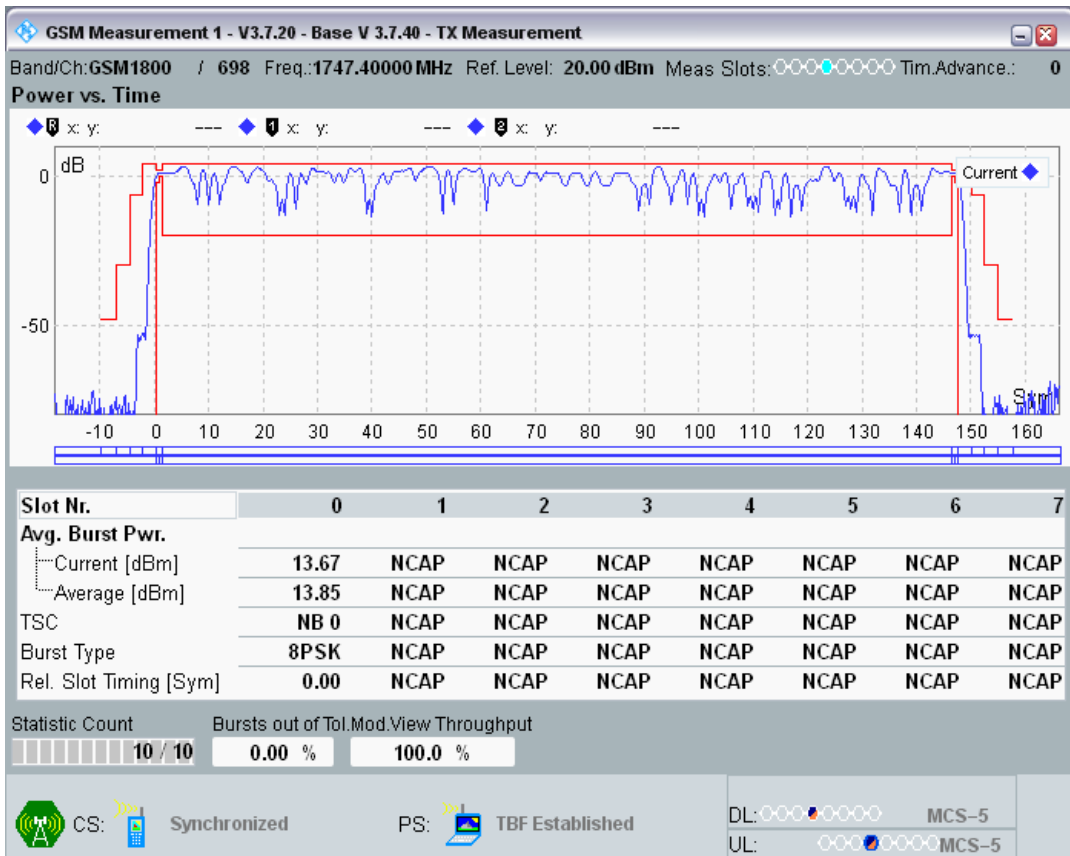 GSM Measurement 1 - V3.7.20 - Base V 3.7.40 - TX Measurement
Band/Ch:GSM1800 / 698 Freq.:1747.40000 MHz Ref. Level: 20.00 dBm Meas Slots: Tim.Advance.: 0
Power vs. Time
R x: y: --- 1 x: y: --- 2 x: y: ---
dB
Current
0
-50
Sym
-10 0 10 20 30 40 50 60 70 80 90 100 110 120 130 140 150 160
Slot Nr. 0 1 2 3 4 5 6 7
Avg. Burst Pwr.
Current [dBm] 13.67 NCAP NCAP NCAP NCAP NCAP NCAP NCAP
Average [dBm] 13.85 NCAP NCAP NCAP NCAP NCAP NCAP NCAP
TSC NB 0 NCAP NCAP NCAP NCAP NCAP NCAP NCAP
Burst Type 8PSK NCAP NCAP NCAP NCAP NCAP NCAP NCAP
Rel. Slot Timing [Sym] 0.00 NCAP NCAP NCAP NCAP NCAP NCAP NCAP
Statistic Count Bursts out of Tol.Mod.View Throughput
10 / 10 0.00 % 100.0 %
CS: Synchronized PS: TBF Established
DL: MCS-5
UL: MCS-5